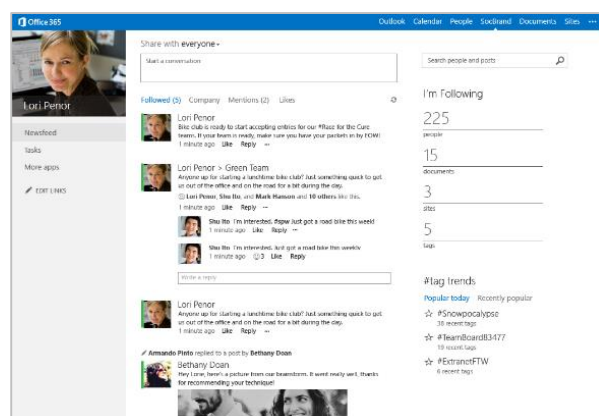 Office 365
Outlook Calendar People Socltrand Documents Sites •••
Lori Penor
Newsfeed
Tasks
More apps
EDIT LINKS
Share with everyone
Start a conversation
Followed (5) Company Mentions (2) Likes
Lori Penor
Bike club is ready to start accepting entries for our #Race for the Cure
teams. If your team is ready, make sure you have your packets in by EOW!
1 minute ago Like Reply •••
Lori Penor > Green Team
Anyone up for starting a lunchtime bike club? Just something quick to get
us out of the office and on the road for a bit during the day.
Lori Penor, Shu Ito, and Mark Hanson and 10 others like this.
1 minute ago Like Reply •••
Shu Ito I'm interested. #spw Just got a road bike this week!
1 minute ago Like Reply •••
Shu Ito I'm interested. Just got a road bike this weekly
1 minute ago 3 Like Reply
Write a reply
Lori Penor
Anyone up for starting a lunchtime bike club? Just something quick to get
us out of the office and on the road for a bit during the day.
1 minute ago Like Reply •••
Armando Pinto replied to a post by Bethany Doan
Bethany Doan
Hey Lone, here's a picture from our brainstorm. It went really well, thanks
for recommending your technique!
Search people and posts
I'm Following
225
people
15
documents
3
sites
5
tags
#tag trends
Popular today Recently popular
#Snowpocalypse
38 recent tags
#TeamBoard83477
19 recent tags
#ExtranetFTW
6 recent tags